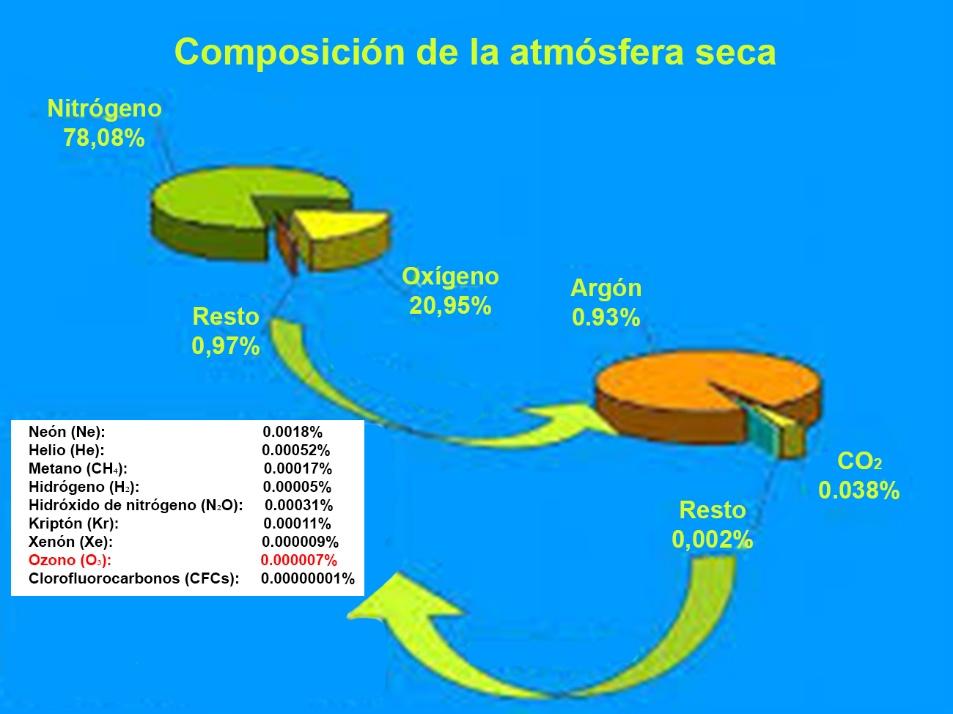 Composición de la atmósfera seca
Nitrógeno
78,08%
Oxígeno
20,95%
Resto
0,97%
Argón
0.93%
CO₂
0.038%
Resto
0,002%
Neón (Ne): 0.0018%
Helio (He): 0.00052%
Metano (CH₄): 0.00017%
Hidrógeno (H₂): 0.00005%
Hidróxido de nitrógeno (N₂O): 0.00031%
Kriptón (Kr): 0.00011%
Xenón (Xe): 0.000009%
Ozono (O₃): 0.000007%
Clorofluorocarbonos (CFCs): 0.00000001%